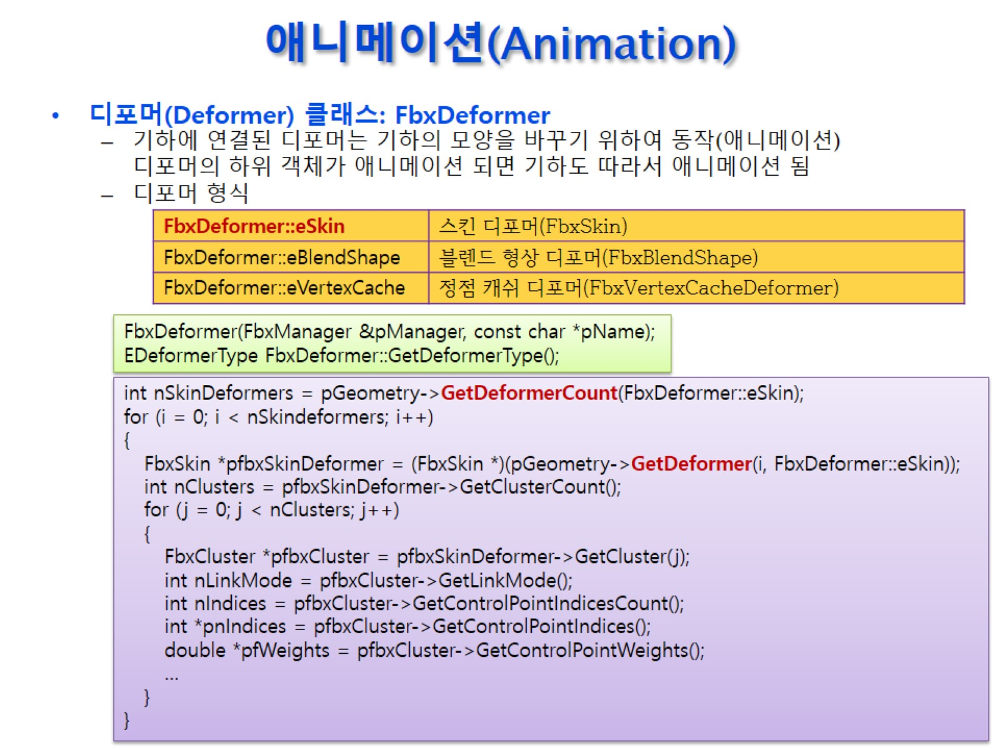 애니메이션(Animation)
• 디포머(Deformer) 클래스: FbxDeformer
– 기하에 연결된 디포머는 기하의 모양을 바꾸기 위하여 동작(애니메이션)
디포머의 하위 객체가 애니메이션 되면 기하도 따라서 애니메이션 됨
– 디포머 형식
FbxDeformer::eSkin 스킨 디포머(FbxSkin)
FbxDeformer::eBlendShape 블렌드 형상 디포머(FbxBlendShape)
FbxDeformer::eVertexCache 정점 캐쉬 디포머(FbxVertexCacheDeformer)
FbxDeformer(FbxManager &pManager, const char *pName);
EDeformerType FbxDeformer::GetDeformerType();
int nSkinDeformers = pGeometry->GetDeformerCount(FbxDeformer::eSkin);
for (i = 0; i < nSkindeformers; i++)
{
FbxSkin *pfbxSkinDeformer = (FbxSkin *)(pGeometry->GetDeformer(i, FbxDeformer::eSkin));
int nClusters = pfbxSkinDeformer->GetClusterCount();
for (j = 0; j < nClusters; j++)
{
FbxCluster *pfbxCluster = pfbxSkinDeformer->GetCluster(j);
int nLinkMode = pfbxCluster->GetLinkMode();
int nIndices = pfbxCluster->GetControlPointIndicesCount();
int *pnIndices = pfbxCluster->GetControlPointIndices();
double *pfWeights = pfbxCluster->GetControlPointWeights();
...
}
}